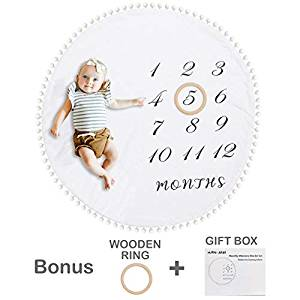 1 2 3
4 5 6
7 8 9
10 11 12
MONTHS
Bonus
WOODEN
RING
+
GIFT BOX